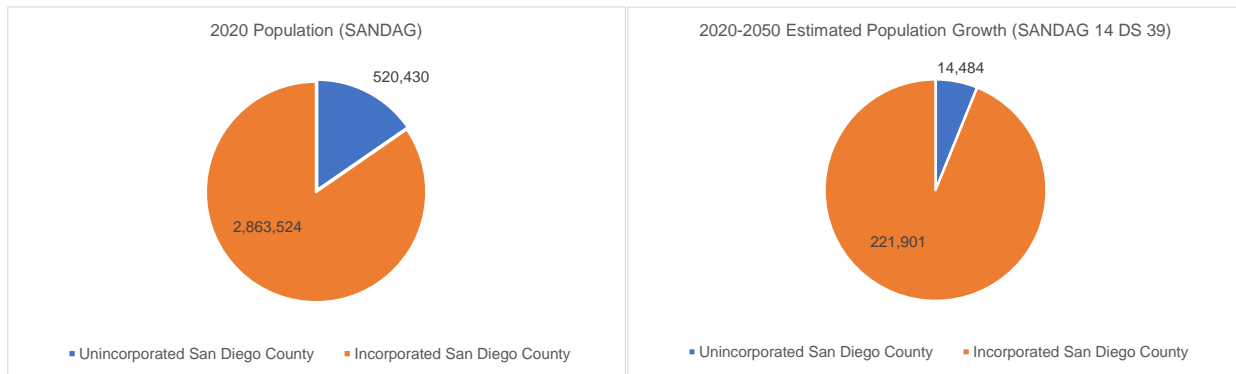 2020 Population (SANDAG)
520,430
2,863,524
Unincorporated San Diego County
Incorporated San Diego County
2020-2050 Estimated Population Growth (SANDAG 14 DS 39)
14,484
221,901
Unincorporated San Diego County
Incorporated San Diego County